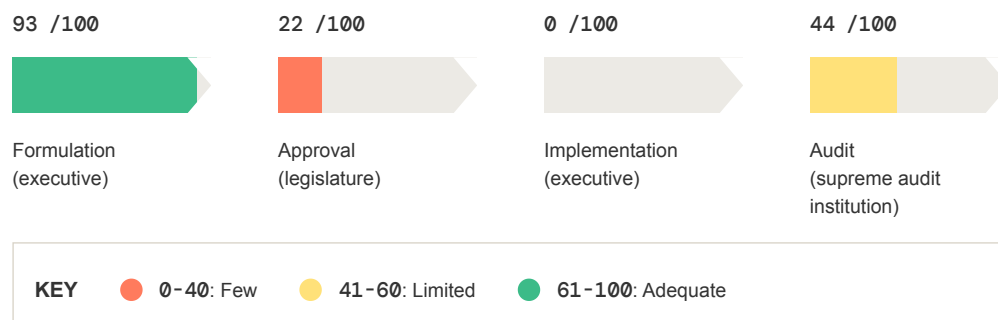 93 /100
22 /100
0 /100
44 /100
Formulation
(executive)
Approval
(legislature)
Implementation
(executive)
Audit
(supreme audit
institution)
KEY
0-40: Few
41-60: Limited
61-100: Adequate